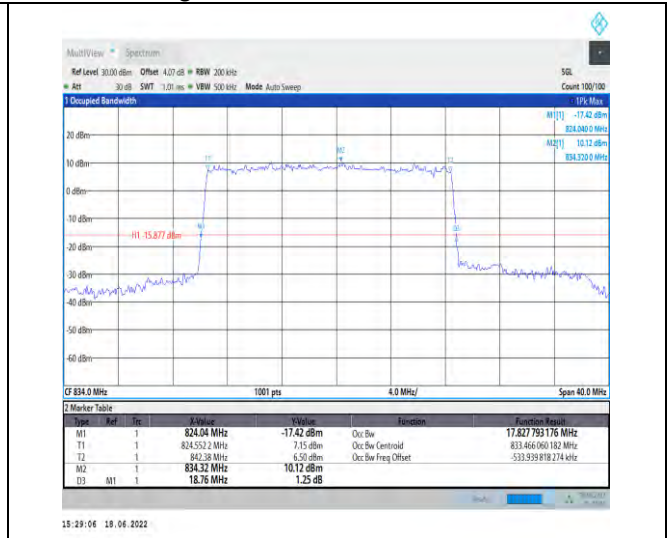 MultiView Spectrum
Ref Level 30.00 dBm Offset 4.07 dB RBW 200 kHz SGL
Att 30 dB SWT 1.01 ms VBW 500 kHz Mode Auto Sweep Count 100/100
1 Occupied Bandwidth 1Pk Max
M1[1] -17.42 dBm
824.040 0 MHz
20 dBm M2[1] 10.12 dBm
834.320 0 MHz
M2
10 dBm T1 T2
0 dBm
-10 dBm
H1 -15.877 dBm M1 D3
-20 dBm
-30 dBm
-40 dBm
-50 dBm
-60 dBm
CF 834.0 MHz 1001 pts 4.0 MHz/ Span 40.0 MHz
2 Marker Table
Type Ref Trc X-Value Y-Value Function Function Result
M1 1 824.04 MHz -17.42 dBm Occ Bw 17.827 793 176 MHz
T1 1 824.552 2 MHz 7.15 dBm Occ Bw Centroid 833.466 060 182 MHz
T2 1 842.38 MHz 6.50 dBm Occ Bw Freq Offset -533.939 818 274 kHz
M2 1 834.32 MHz 10.12 dBm
D3 M1 1 18.76 MHz 1.25 dB
15:29:06 18.06.2022